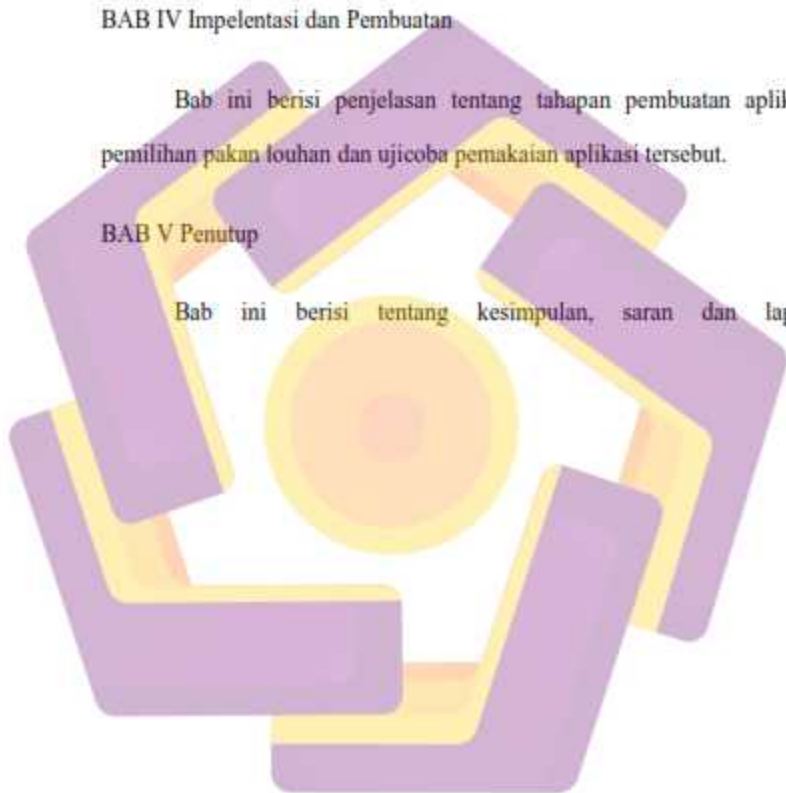 BAB IV Impelentasi dan Pembuatan
Bab ini berisi penjelasan tentang tahapan pembuatan aplik
pemilihan pakan louhan dan ujicoba pemakaian aplikasi tersebut.
BAB V Penutup
Bab ini berisi tentang kesimpulan, saran dan lap